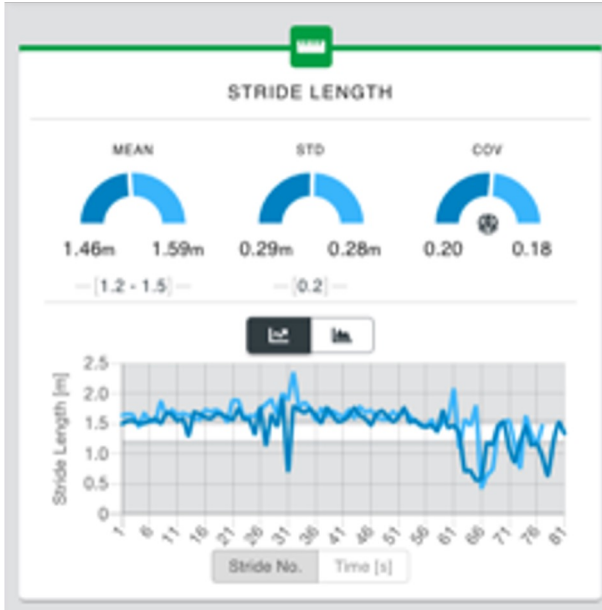 STRIDE LENGTH
MEAN STD COV
1.46m 1.59m 0.29m 0.28m 0.20 0.18
[1.2 - 1.5] [0.2]
2.5
2.0
1.5
1.0
0.5
0
Stride Length [m]
1 6 11 16 21 26 31 36 41 46 51 56 61 66 71 76 81
Stride No. Time [s]